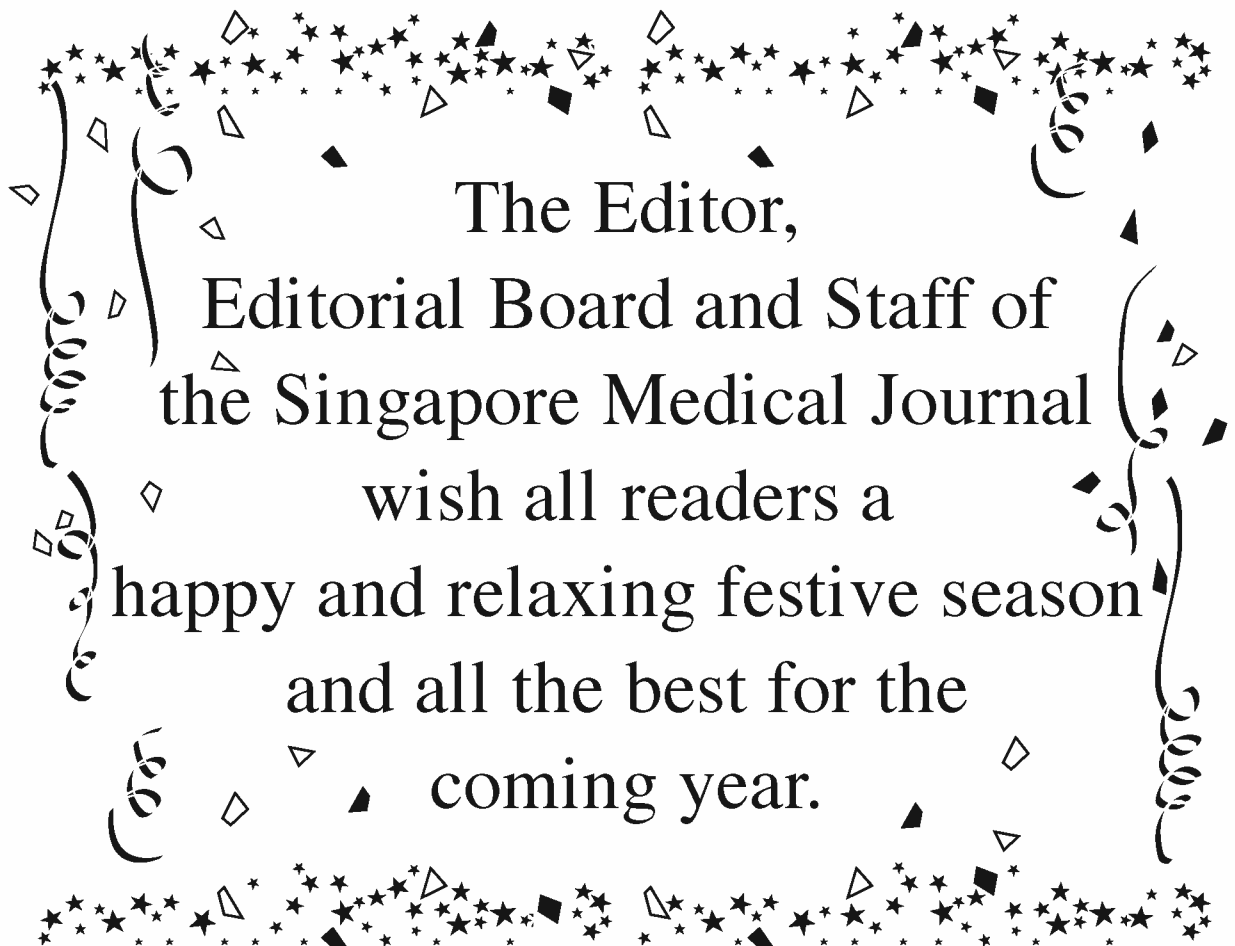 The Editor,
Editorial Board and Staff of
the Singapore Medical Journal
wish all readers a
happy and relaxing festive season
and all the best for the
coming year.